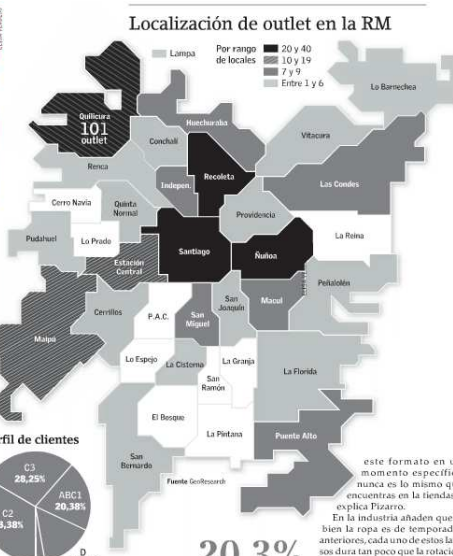 Localización de outlet en la RM
Lampa
Por rango
de locales
20 y 40
10 y 19
7 y 9
Entre 1 y 6
Lo Barnechea
Quilicura
101
outlet
Huechuraba
Conchalí
Vitacura
Renca
Recoleta
Indepen.
Las Condes
Cerro Navia
Quinta
Normal
Providencia
Pudahuel
Lo Prado
La Reina
Estación
Central
Santiago
Ñuñoa
Peñalolén
Cerrillos
P.A.C.
San
Miguel
San
Joaquín
Macul
Maipú
Lo Espejo
La Cisterna
La Granja
San
Ramón
La Florida
El Bosque
La Pintana
Puente Alto
San
Bernardo
Fuente GenResearch
rfil de clientes
C3
28,25%
ABC1
20,38%
C2
,38%
D
20,3%
este formato en u
momento específic
nunca es lo mismo q
encuentras en la tiendas
explica Pizarro.
En la industria añaden que
bien la ropa es de temporad
anteriores, cada uno de estos la
sos dura tan poco que la rotació